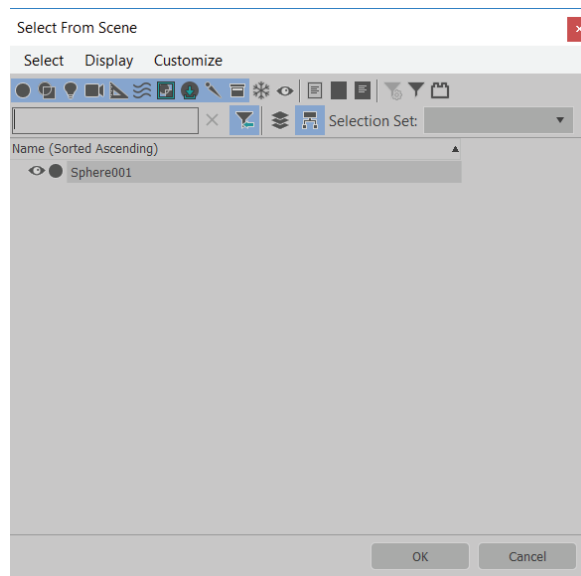 Select From Scene
Select Display Customize
Selection Set:
Name (Sorted Ascending)
Sphere001
OK Cancel